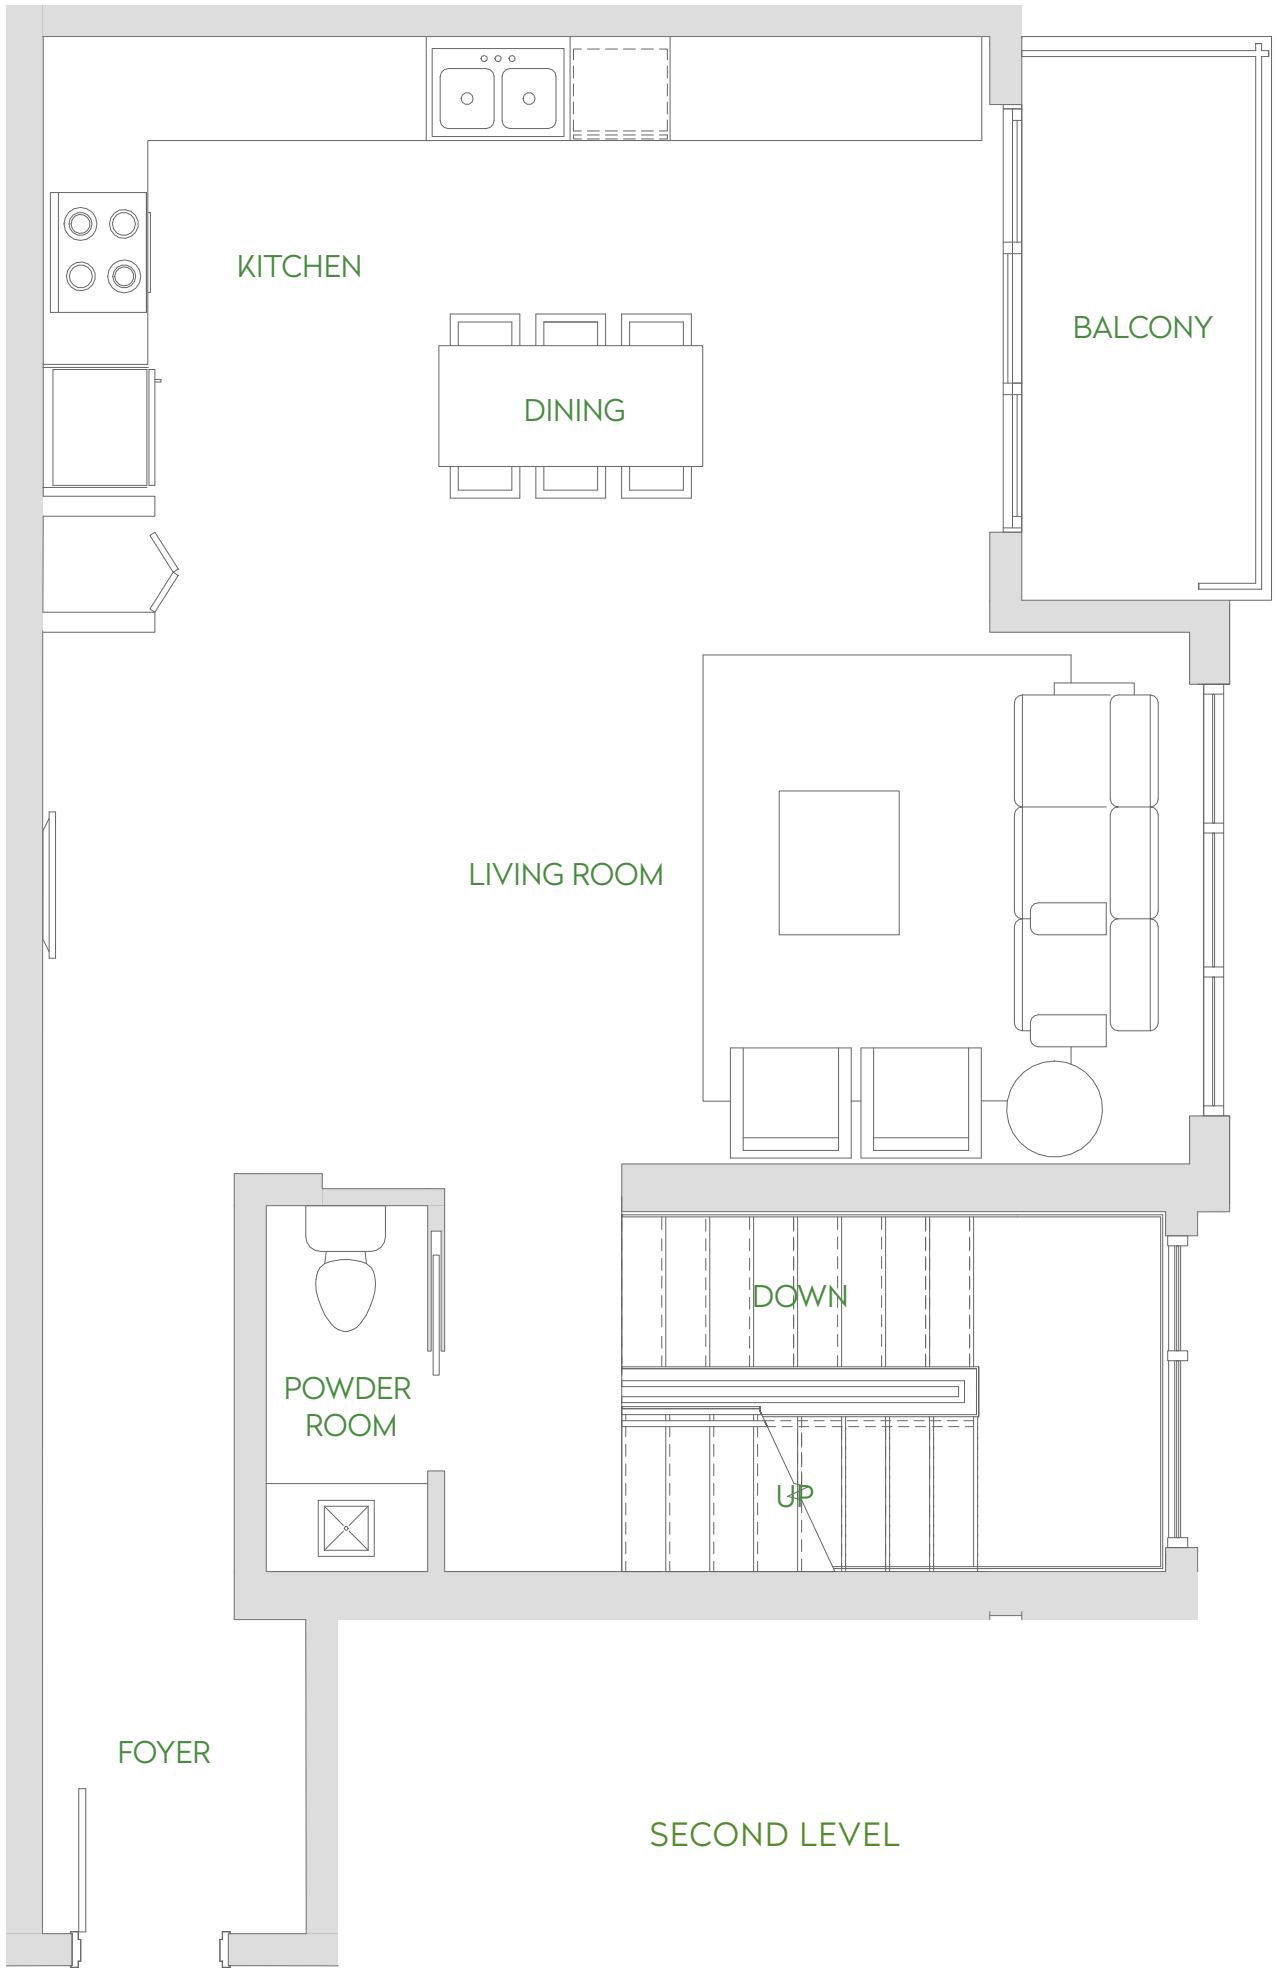 KITCHEN
BALCONY
DINING
LIVING ROOM
DOWN
POWDER
ROOM
UP
FOYER
SECOND LEVEL